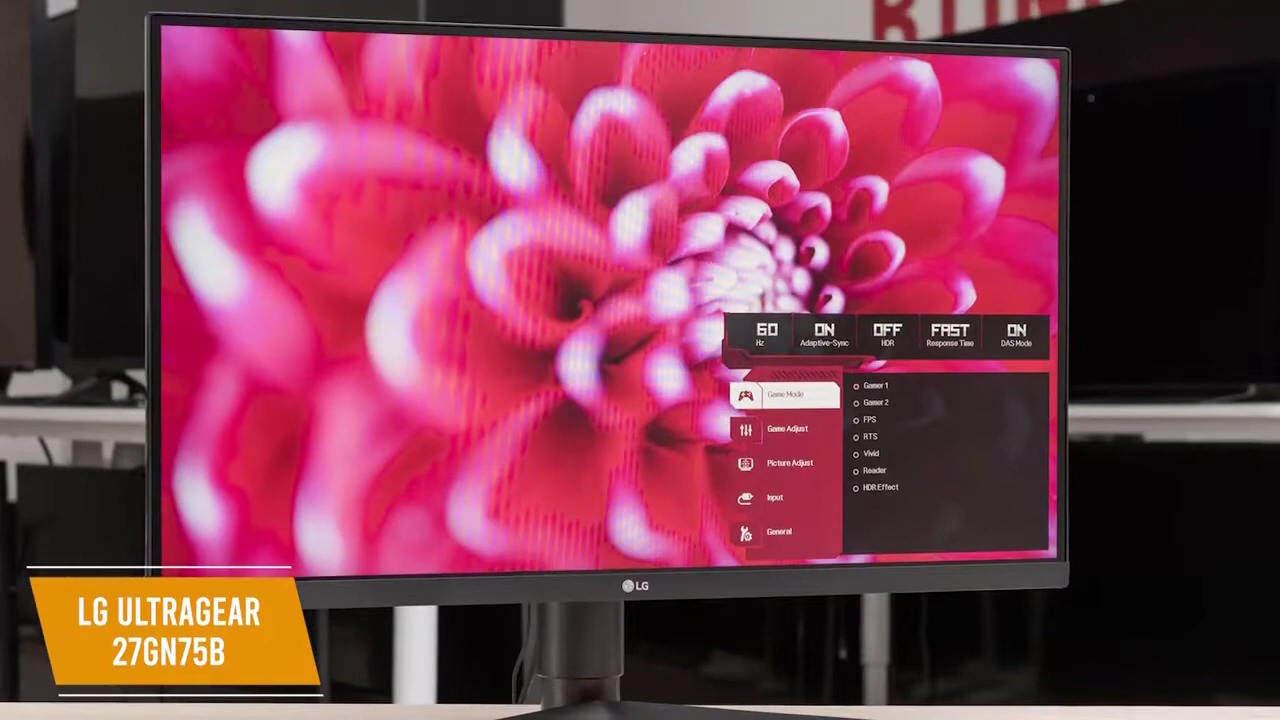 60
Hz
ON
Adaptive-Sync
OFF
HDR
FAST
Response Time
ON
DAS Mode
Game Mode
Game Adjust
Picture Adjust
Input
General
Gamer 1
Gamer 2
FPS
RTS
Vivid
Reader
HDR Effect
LG
LG ULTRAGEAR
27GN75B